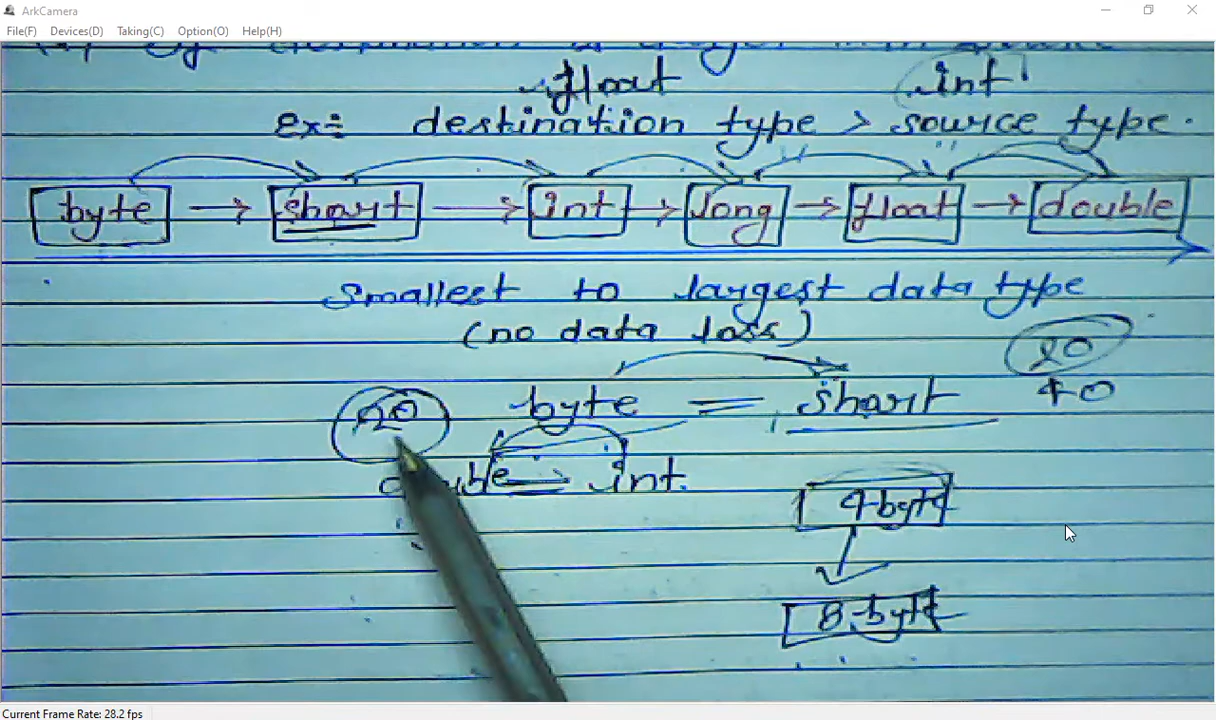 ArkCamera
File(F) Devices(D) Taking(C) Option(O) Help(H)
float int
Ex:- destination type > source type.
byte → short → int → long → float → double
Smallest to largest data type
(no data loss)
20
20 byte = short 40
double = int.
4 byte
8 byte
Current Frame Rate: 28.2 fps